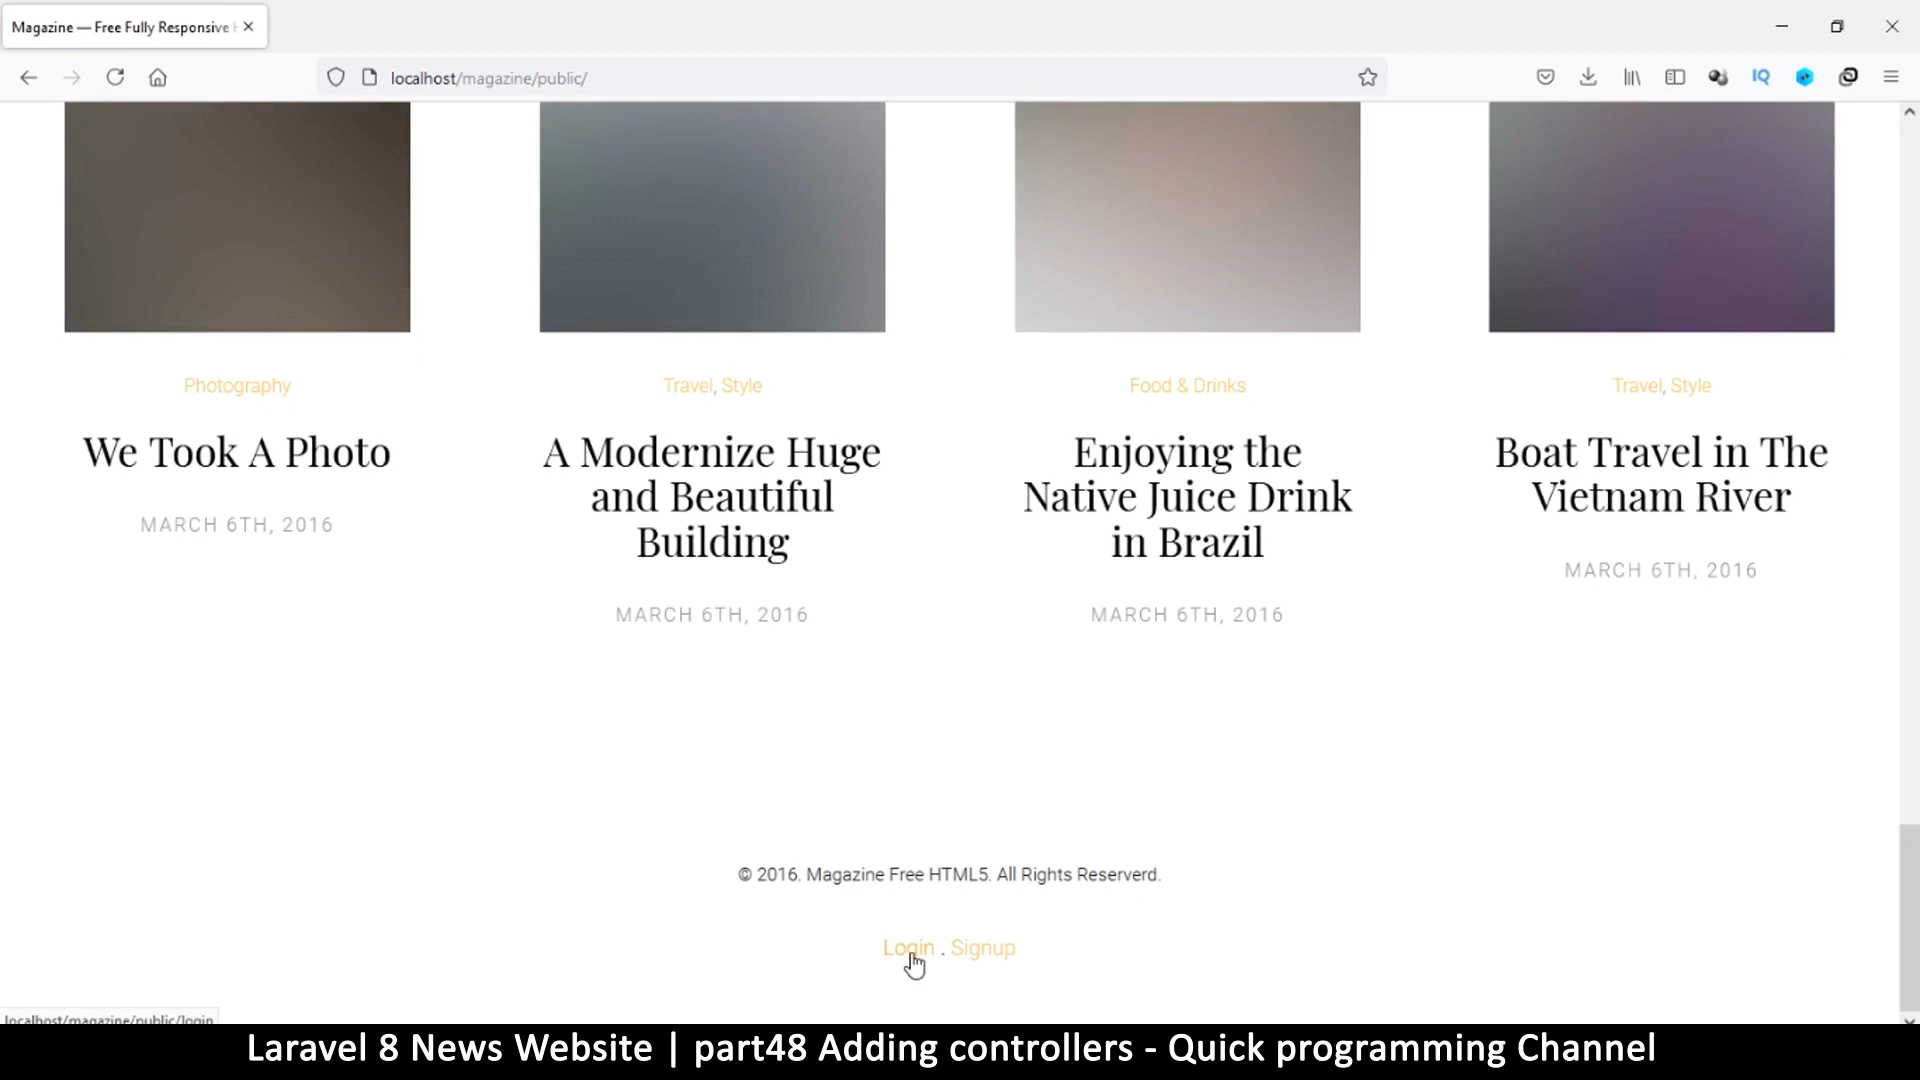 Magazine — Free Fully Responsive
localhost/magazine/public/
IQ
Photography
We Took A Photo
MARCH 6TH, 2016
Travel, Style
A Modernize Huge
and Beautiful
Building
MARCH 6TH, 2016
Food & Drinks
Enjoying the
Native Juice Drink
in Brazil
MARCH 6TH, 2016
Travel, Style
Boat Travel in The
Vietnam River
MARCH 6TH, 2016
© 2016. Magazine Free HTML5. All Rights Reserverd.
Login . Signup
localhost/magazine/public/login
Laravel 8 News Website | part48 Adding controllers - Quick programming Channel